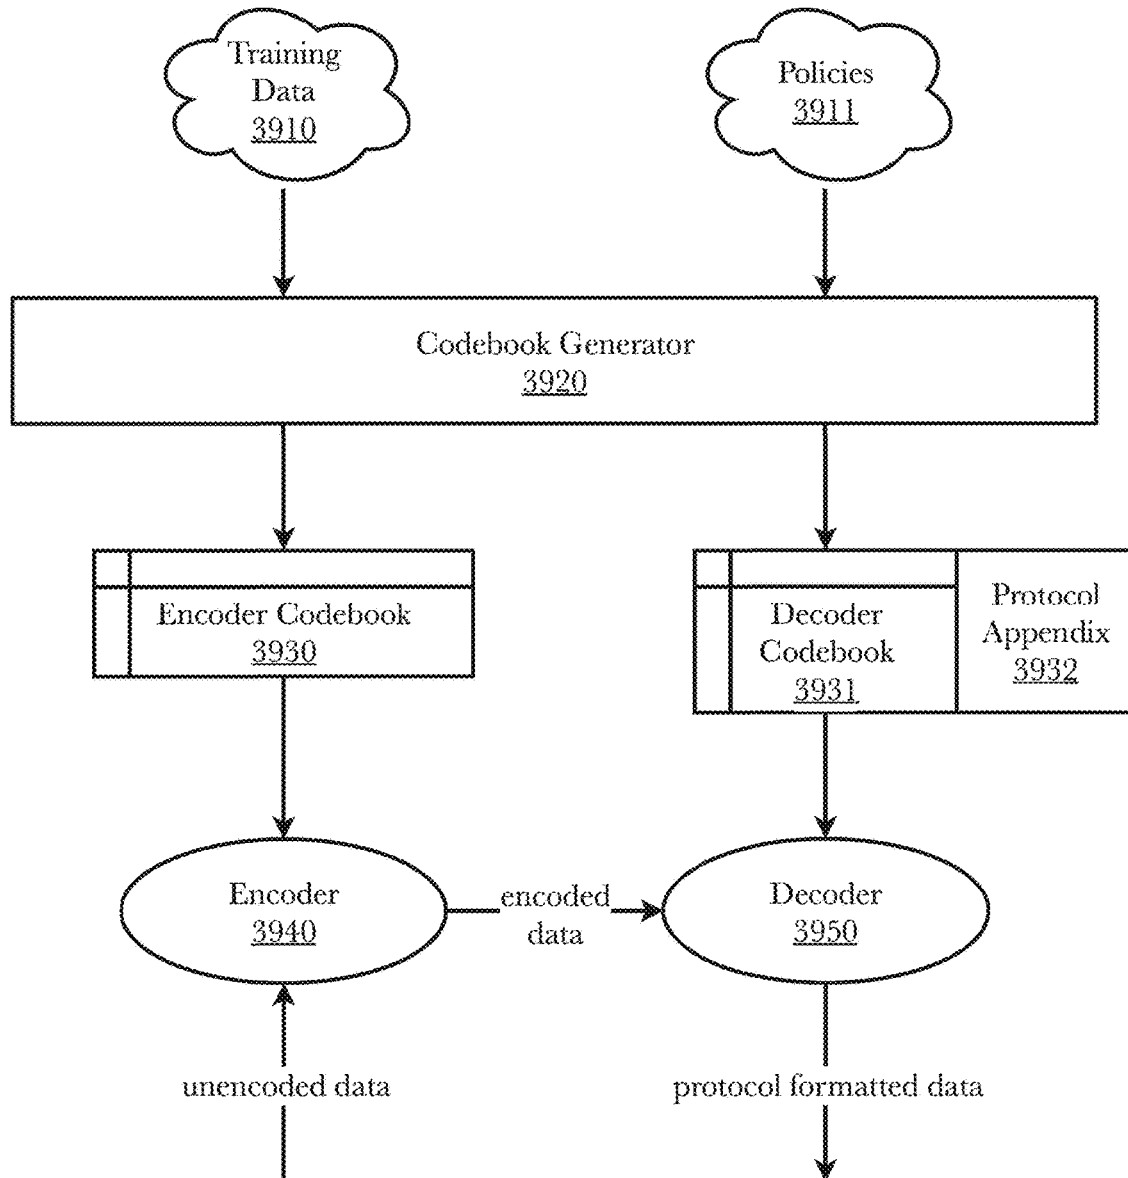 Training
Data
3910
Policies
3911
Codebook Generator
3920
Encoder Codebook
3930
Decoder
Codebook
3931
Protocol
Appendix
3932
Encoder
3940
encoded
data
Decoder
3950
unencoded data
protocol formatted data